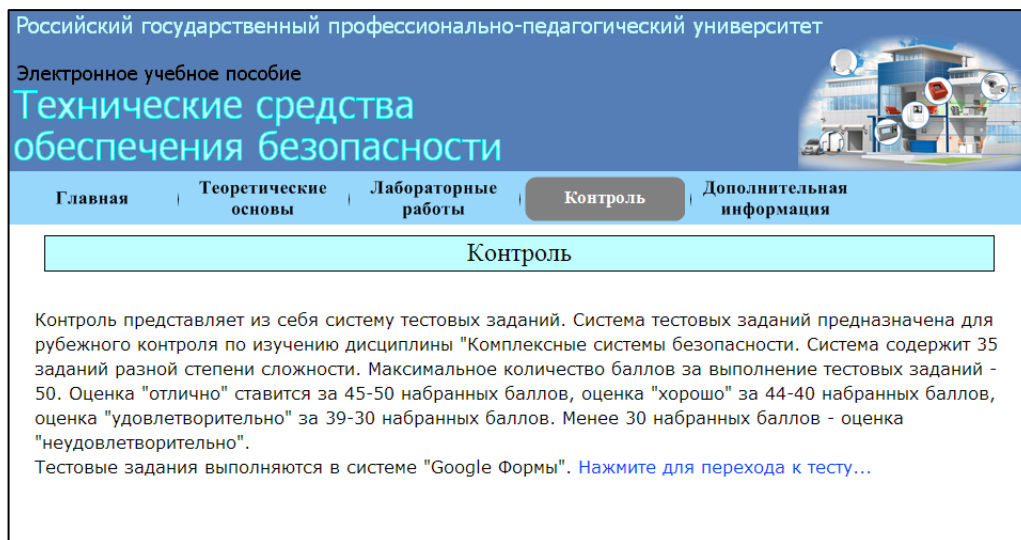 Российский государственный профессионально-педагогический университет
Электронное учебное пособие
Технические средства
обеспечения безопасности
Главная
Теоретические
основы
Лабораторные
работы
Контроль
Дополнительная
информация
Контроль
Контроль представляет из себя систему тестовых заданий. Система тестовых заданий предназначена для
рубежного контроля по изучению дисциплины "Комплексные системы безопасности. Система содержит 35
заданий разной степени сложности. Максимальное количество баллов за выполнение тестовых заданий -
50. Оценка "отлично" ставится за 45-50 набранных баллов, оценка "хорошо" за 44-40 набранных баллов,
оценка "удовлетворительно" за 39-30 набранных баллов. Менее 30 набранных баллов - оценка
"неудовлетворительно".
Тестовые задания выполняются в системе "Google Формы". Нажмите для перехода к тесту...